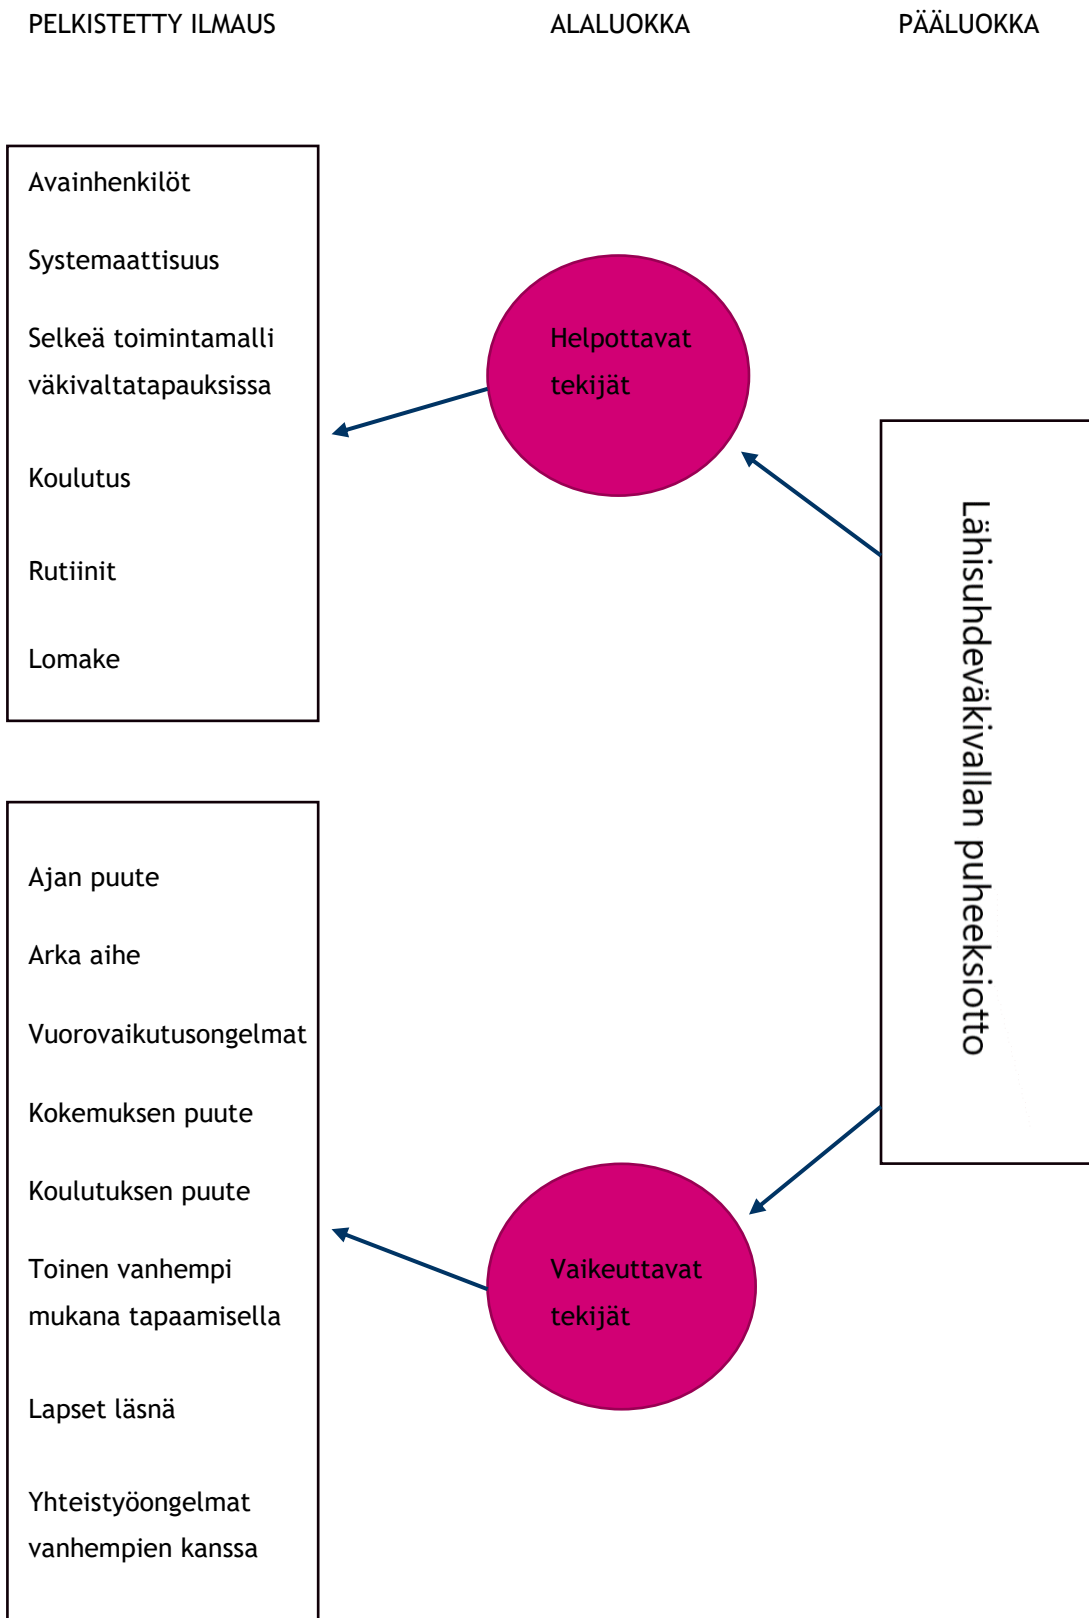 PELKISTETTY ILMAUS
ALALUOKKA
PÄÄLUOKKA
Avainhenkilöt
Systemaattisuus
Selkeä toimintamalli
väkivaltatapauksissa
Koulutus
Rutiinit
Lomake
Helpottavat
tekijät
Lähisuhdeväkivallan puheeksiotto
Ajan puute
Arka aihe
Vuorovaikutusongelmat
Kokemuksen puute
Koulutuksen puute
Toinen vanhempi
mukana tapaamisella
Lapset läsnä
Yhteistyöongelmat
vanhempien kanssa
Vaikeuttavat
tekijät